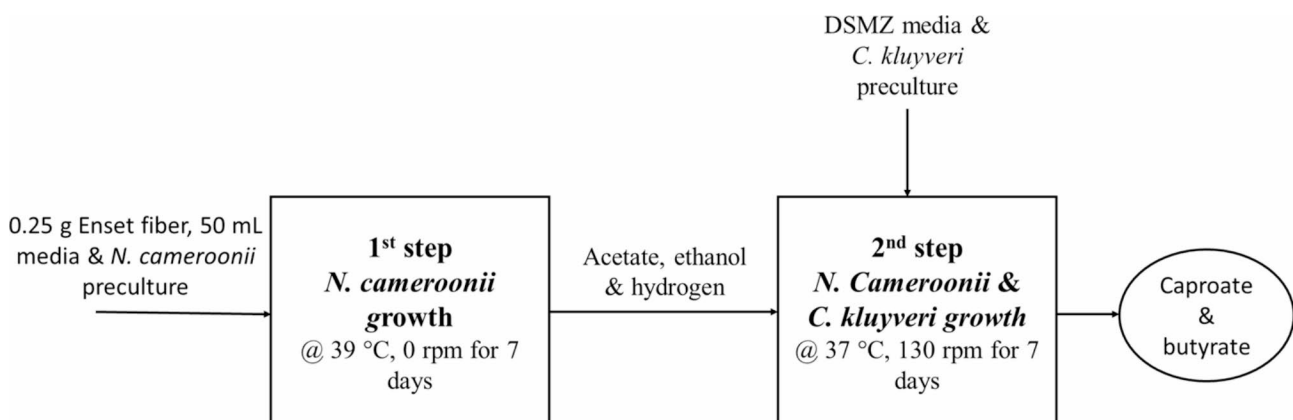 DSMZ media &
C. kluyveri
preculture
0.25 g Enset fiber, 50 mL
media & N. cameroonii
preculture
1st step
N. cameroonii
growth
@ 39 °C, 0 rpm for 7
days
Acetate, ethanol
& hydrogen
2nd step
N. Cameroonii &
C. kluyveri growth
@ 37 °C, 130 rpm for 7
days
Caproate
&
butyrate